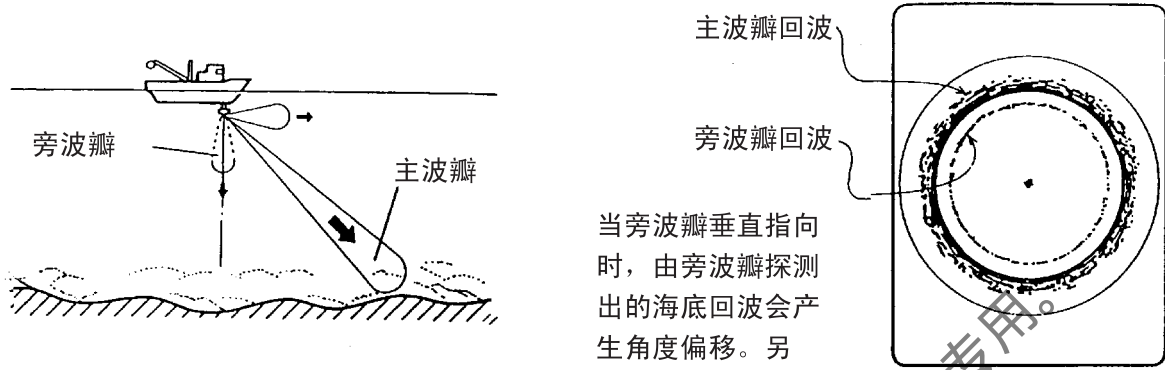 旁波瓣
主波瓣
主波瓣回波
旁波瓣回波
当旁波瓣垂直指向
时，由旁波瓣探测
出的海底回波会产
生角度偏移。另
专用。